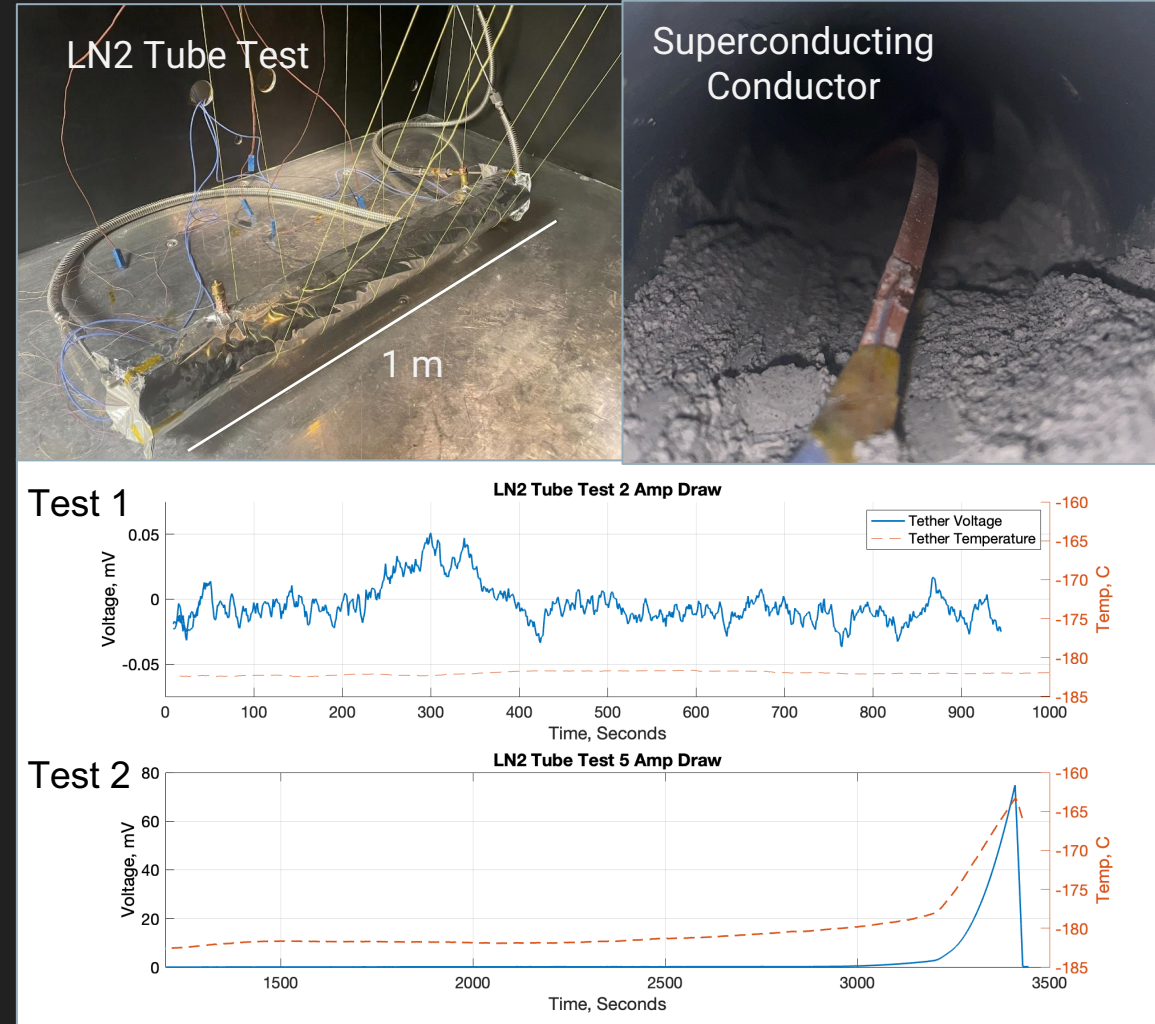 LN2 Tube Test
1 m
Superconducting
Conductor
Test 1
LN2 Tube Test 2 Amp Draw
Voltage, mV
0.05
0
-0.05
Tether Voltage
Tether Temperature
-160
-165
-170
-175
-180
-185
Temp, C
0 100 200 300 400 500 600 700 800 900 1000
Time, Seconds
Test 2
LN2 Tube Test 5 Amp Draw
Voltage, mV
80
60
40
20
0
-160
-165
-170
-175
-180
-185
Temp, C
1500 2000 2500 3000 3500
Time, Seconds